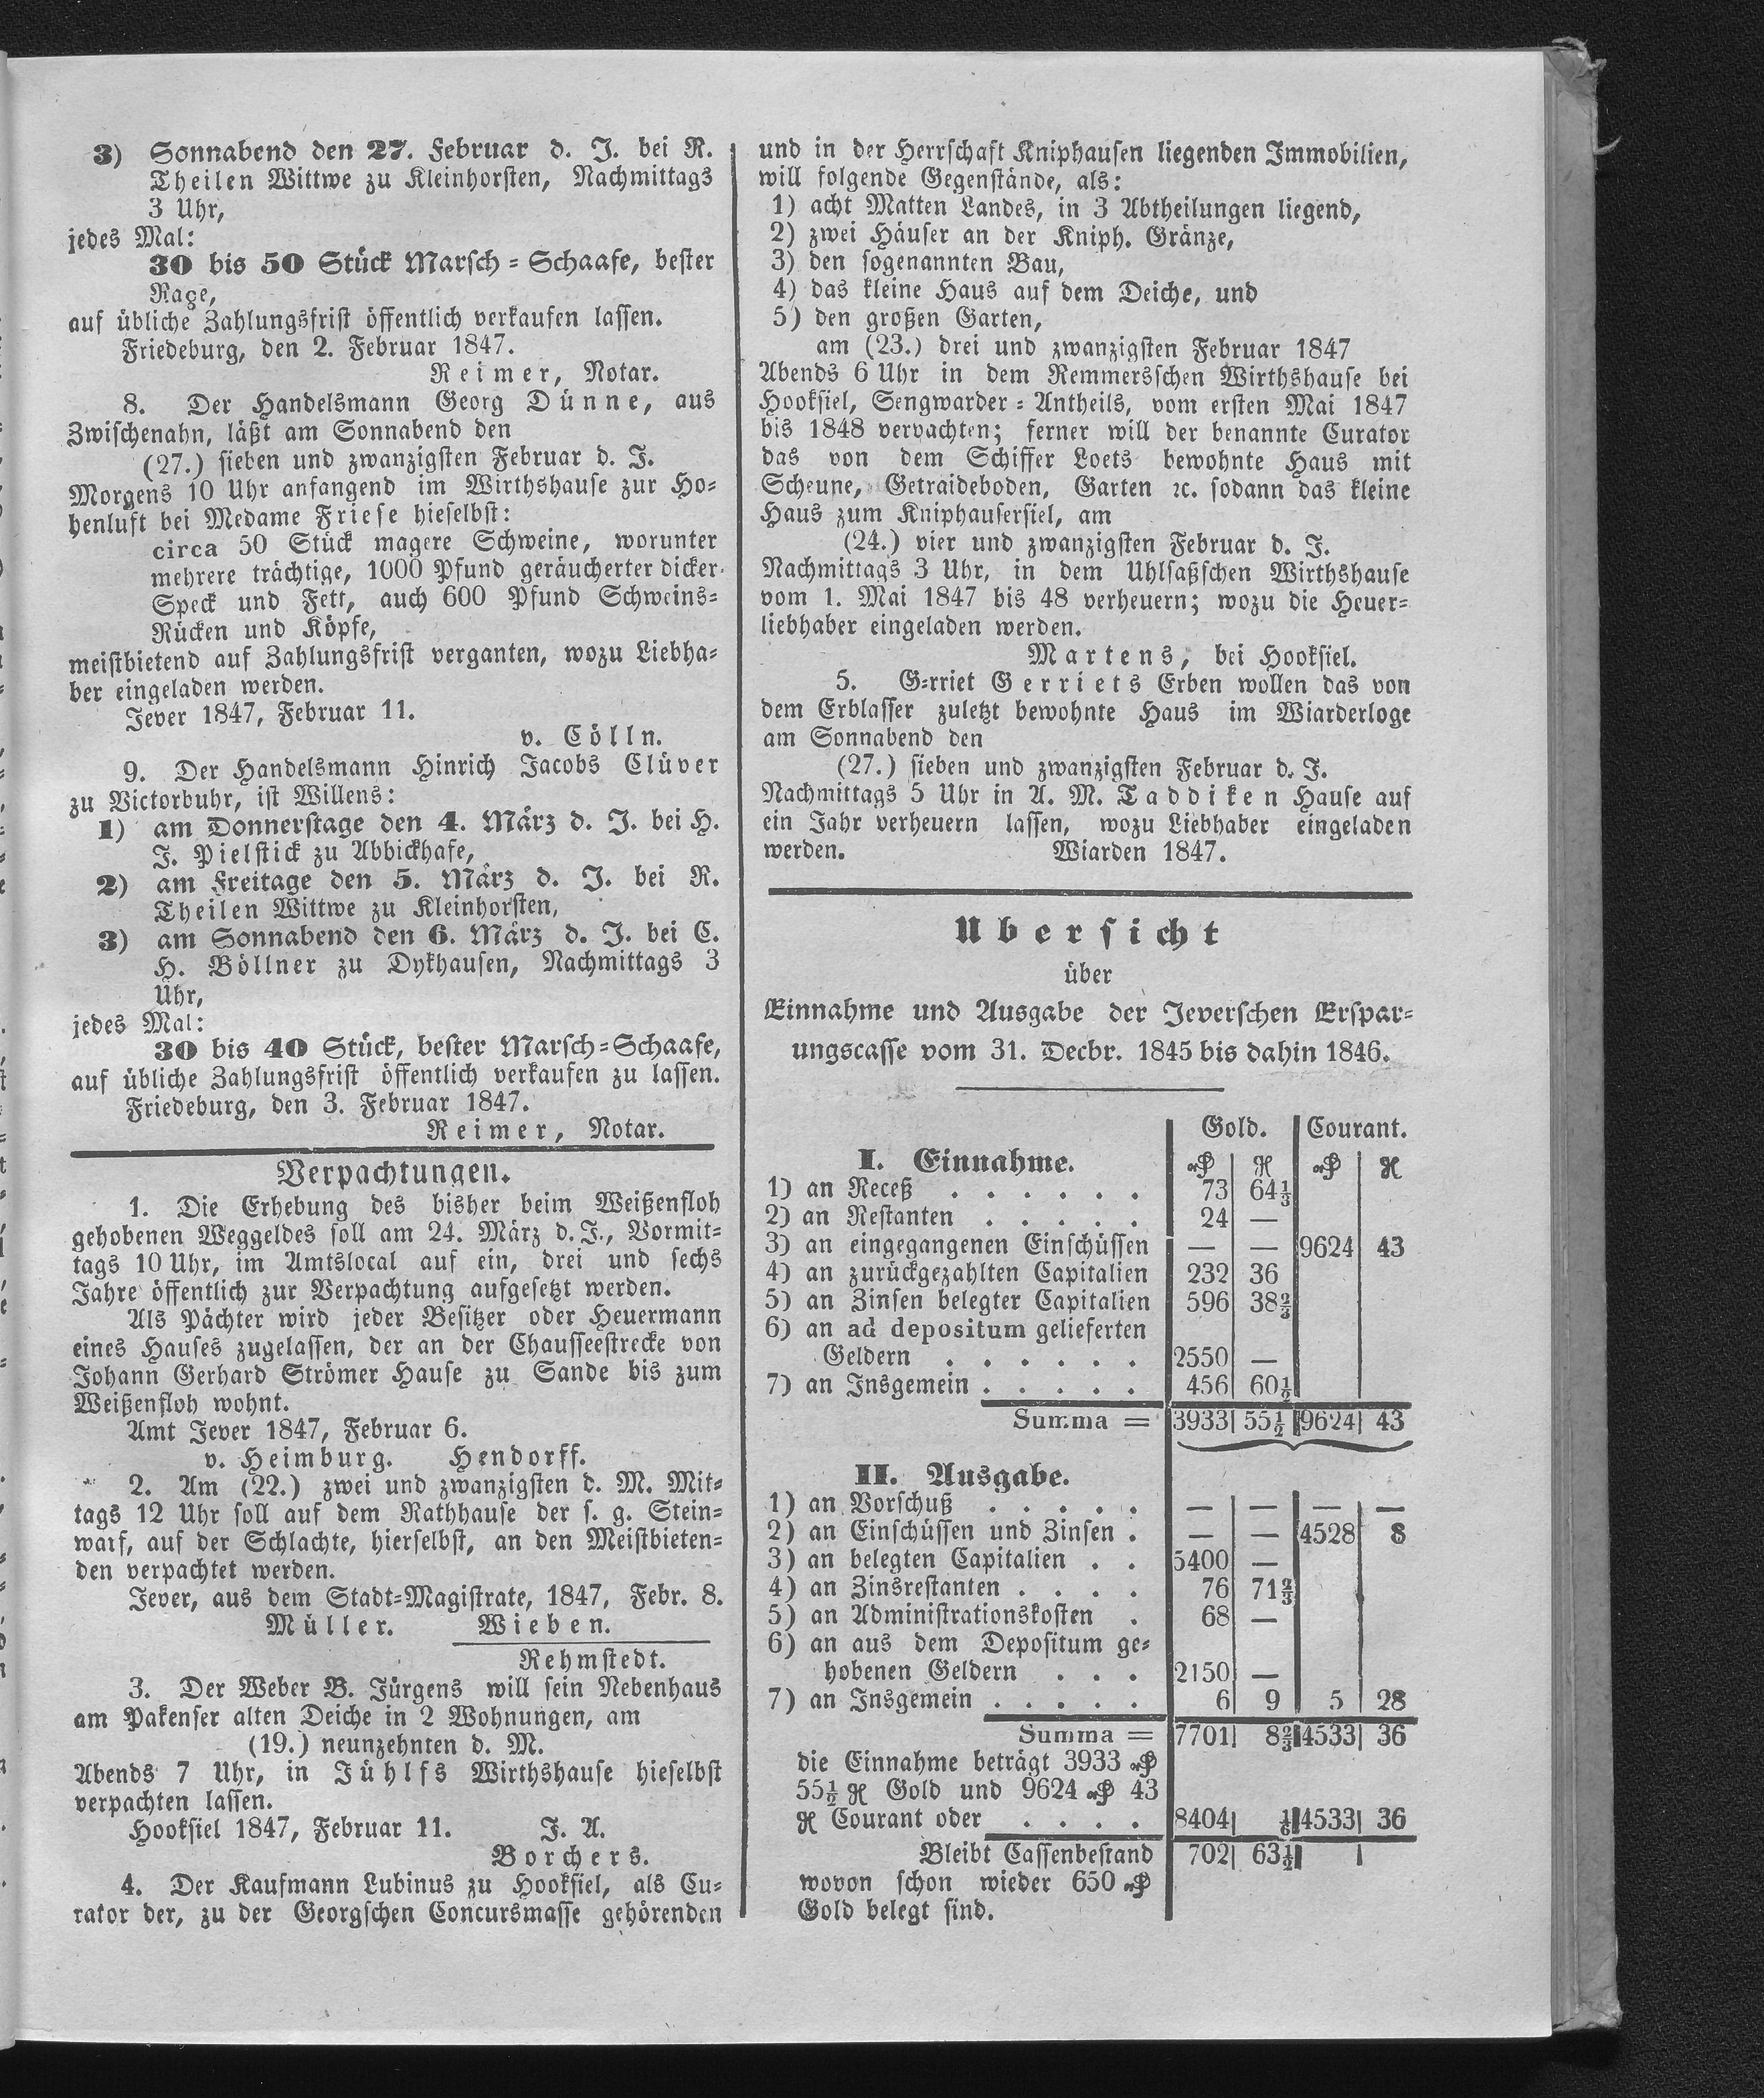 3) Sonnabend den 27. Februar d. J. bei R.
Theilen Wittwe zu Kleinhorsten, Nachmittags
3 Uhr,
jedes Mal:
30 bis 50 Stück Marsch=Schaafe, bester
Raçe,
auf übliche Zahlungsfrist öffentlich verkaufen lassen.
Friedeburg, den 2. Februar 1847.
Reimer, Notar.
8. Der Handelsmann Georg Dünne, aus
Zwischenahn, läßt am Sonnabend den
(27.) sieben und zwanzigsten Februar d. J.
Morgens 10 Uhr anfangend im Wirthshause zur Ho=
henluft bei Medame Friese hieselbst:
circa 50 Stück magere Schweine, worunter
mehrere trächtige, 1000 Pfund geräucherter dicker
Speck und Fett, auch 600 Pfund Schweins=
Rücken und Köpfe,
meistbietend auf Zahlungsfrist verganten, wozu Liebha=
ber eingeladen werden.
Jever 1847, Februar 11.
v. Cölln.
9. Der Handelsmann Hinrich Jacobs Clüver
zu Victorbuhr, ist Willens:
1) am Donnerstage den 4. März d. J. bei H.
J. Pielstick zu Abbickhafe,
2) am Freitage den 5. März d. J. bei R.
Theilen Wittwe zu Kleinhorsten,
3) am Sonnabend den 6. März d. J. bei C.
H. Böllner zu Dykhausen, Nachmittags 3
Uhr,
jedes Mal:
30 bis 40 Stück, bester Marsch=Schaafe,
auf übliche Zahlungsfrist öffentlich verkaufen zu lassen.
Friedeburg, den 3. Februar 1847.
Reimer, Notar.
Verpachtungen.
1. Die Erhebung des bisher beim Weißenfloh
gehobenen Weggeldes soll am 24. März d. J., Vormit=
tags 10 Uhr, im Amtslocal auf ein, drei und sechs
Jahre öffentlich zur Verpachtung aufgesetzt werden.
Als Pächter wird jeder Besitzer oder Heuermann
eines Hauses zugelassen, der an der Chausseestrecke von
Johann Gerhard Strömer Hause zu Sande bis zum
Weißenfloh wohnt.
Amt Jever 1847, Februar 6.
v. Heimburg. Hendorff.
2. Am (22.) zwei und zwanzigsten d. M. Mit=
tags 12 Uhr soll auf dem Rathhause der s. g. Stein=
warf, auf der Schlachte, hierselbst, an den Meistbieten=
den verpachtet werden.
Jever, aus dem Stadt=Magistrate, 1847, Febr. 8.
Müller. Wieben.
Rehmstedt.
3. Der Weber B. Jürgens will sein Nebenhaus
am Pakenser alten Deiche in 2 Wohnungen, am
(19.) neunzehnten d. M.
Abends 7 Uhr, in Jühlfs Wirthshause hieselbst
verpachten lassen.
Hooksiel 1847, Februar 11. J. A.
Borchers.
4. Der Kaufmann Lubinus zu Hooksiel, als Cu=
rator der, zu der Georgschen Concursmasse gehörenden
und in der Herrschaft Kniphausen liegenden Immobilien,
will folgende Gegenstände, als:
1) acht Matten Landes, in 3 Abtheilungen liegend,
2) zwei Häuser an der Kniph. Gränze,
3) den sogenannten Bau,
4) das kleine Haus auf dem Deiche, und
5) den großen Garten,
am (23.) drei und zwanzigsten Februar 1847
Abends 6 Uhr in dem Remmersschen Wirthshause bei
Hooksiel, Sengwarder=Antheils, vom ersten Mai 1847
bis 1848 verpachten; ferner will der benannte Curator
das von dem Schiffer Loets bewohnte Haus mit
Scheune, Getraideboden, Garten ꝛc. sodann das kleine
Haus zum Kniphausersiel, am
(24.) vier und zwanzigsten Februar d. J.
Nachmittags 3 Uhr, in dem Uhlsaßschen Wirthshause
vom 1. Mai 1847 bis 48 verheuern; wozu die Heuer=
liebhaber eingeladen werden.
Martens, bei Hooksiel.
5. G=rriet Gerriets Erben wollen das von
dem Erblasser zuletzt bewohnte Haus im Wiarderloge
am Sonnabend den
(27.) sieben und zwanzigsten Februar d. J.
Nachmittags 5 Uhr in A. M. Taddiken Hause auf
ein Jahr verheuern lassen, wozu Liebhaber eingeladen
werden. Wiarden 1847.
Ubersicht
über
Einnahme und Ausgabe der Jeverschen Erspar=
ungscasse vom 31. Decbr. 1845 bis dahin 1846.
Gold. Courant.
I. Einnahme. ₰ ℛ ₰ ℛ
1) an Receß . . . . . . 73 64⅓
2) an Restanten . . . . . 24 —
3) an eingegangenen Einschüssen — — 9624 43
4) an zurückgezahlten Capitalien 232 36
5) an Zinsen belegter Capitalien 596 38⅔
6) an ad depositum gelieferten
Geldern . . . . . . 2550 —
7) an Insgemein . . . . . 456 60½
Summa = 3933 55½ 9624 43
II. Ausgabe.
1) an Vorschuß . . . . . — — — —
2) an Einschüssen und Zinsen . — — 4528 8
3) an belegten Capitalien . . 5400 —
4) an Zinsrestanten . . . . 76 71⅔
5) an Administrationskosten . 68 —
6) an aus dem Depositum ge=
hobenen Geldern . . . 2150 —
7) an Insgemein . . . . . 6 9 5 28
Summa = 7701 8⅔ 4533 36
die Einnahme beträgt 3933 ₰
55½ ℛ Gold und 9624 ₰ 43
ℛ Courant oder . . . . 8404 ⅙ 4533 36
Bleibt Cassenbestand 702 63½
wovon schon wieder 650 ₰
Gold belegt sind.